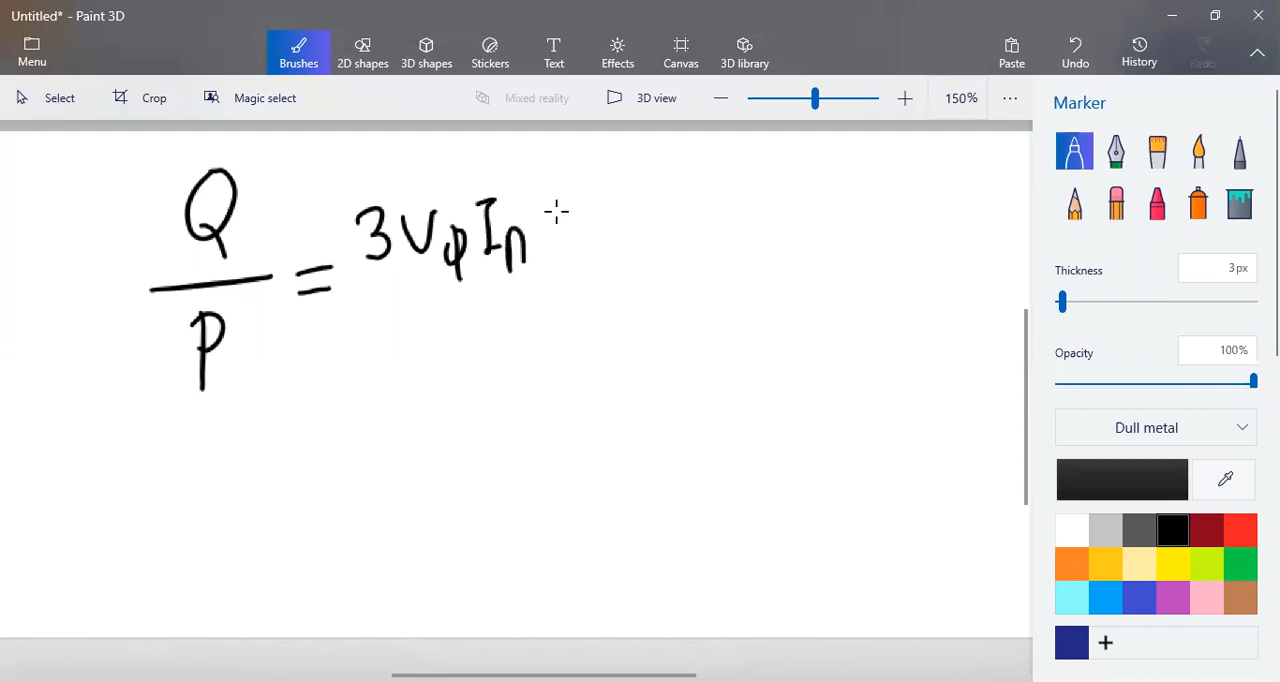 Untitled* - Paint 3D
Menu
Brushes
2D shapes
3D shapes
Stickers
Text
Effects
Canvas
3D library
Paste
Undo
History
Redo
Select
Crop
Magic select
Mixed reality
3D view
150%
Marker
Thickness
3px
Opacity
100%
Dull metal
Q
P
=
3 V φ I n